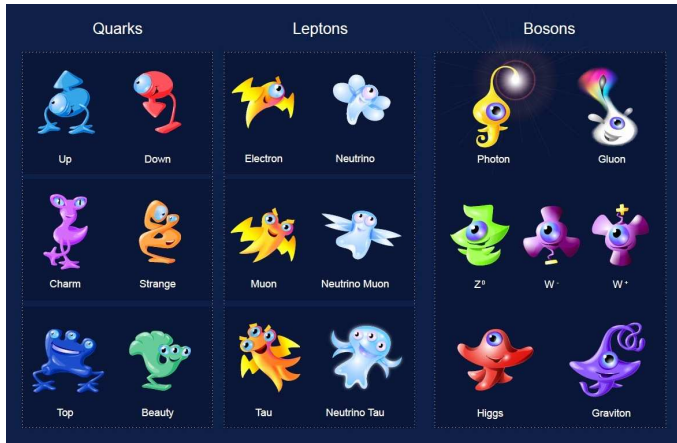 Quarks Leptons Bosons
Up Down Electron Neutrino Photon Gluon
Charm Strange Muon Neutrino Muon Z⁰ W⁻ W⁺
Top Beauty Tau Neutrino Tau Higgs Graviton